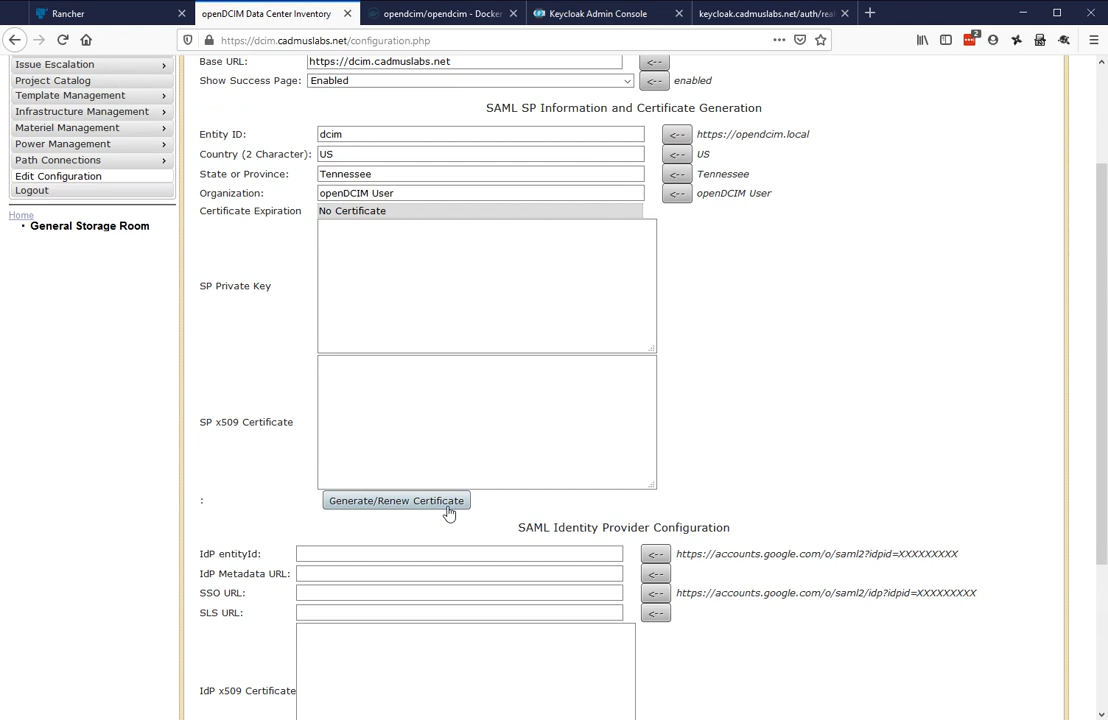 Rancher
openDCIM Data Center Inventory
opendcim/opendcim - Docker
Keycloak Admin Console
keycloak.cadmuslabs.net/auth/real
https://dcim.cadmuslabs.net/configuration.php
2
Issue Escalation
Project Catalog
Template Management
Infrastructure Management
Materiel Management
Power Management
Path Connections
Edit Configuration
Logout
Home
General Storage Room
Base URL: https://dcim.cadmuslabs.net <--
Show Success Page: Enabled <-- enabled
SAML SP Information and Certificate Generation
Entity ID: dcim <-- https://opendcim.local
Country (2 Character): US <-- US
State or Province: Tennessee <-- Tennessee
Organization: openDCIM User <-- openDCIM User
Certificate Expiration No Certificate
SP Private Key
SP x509 Certificate
: Generate/Renew Certificate
SAML Identity Provider Configuration
IdP entityId: <-- https://accounts.google.com/o/saml2?idpid=XXXXXXXXX
IdP Metadata URL: <--
SSO URL: <-- https://accounts.google.com/o/saml2/idp?idpid=XXXXXXXXX
SLS URL: <--
IdP x509 Certificate